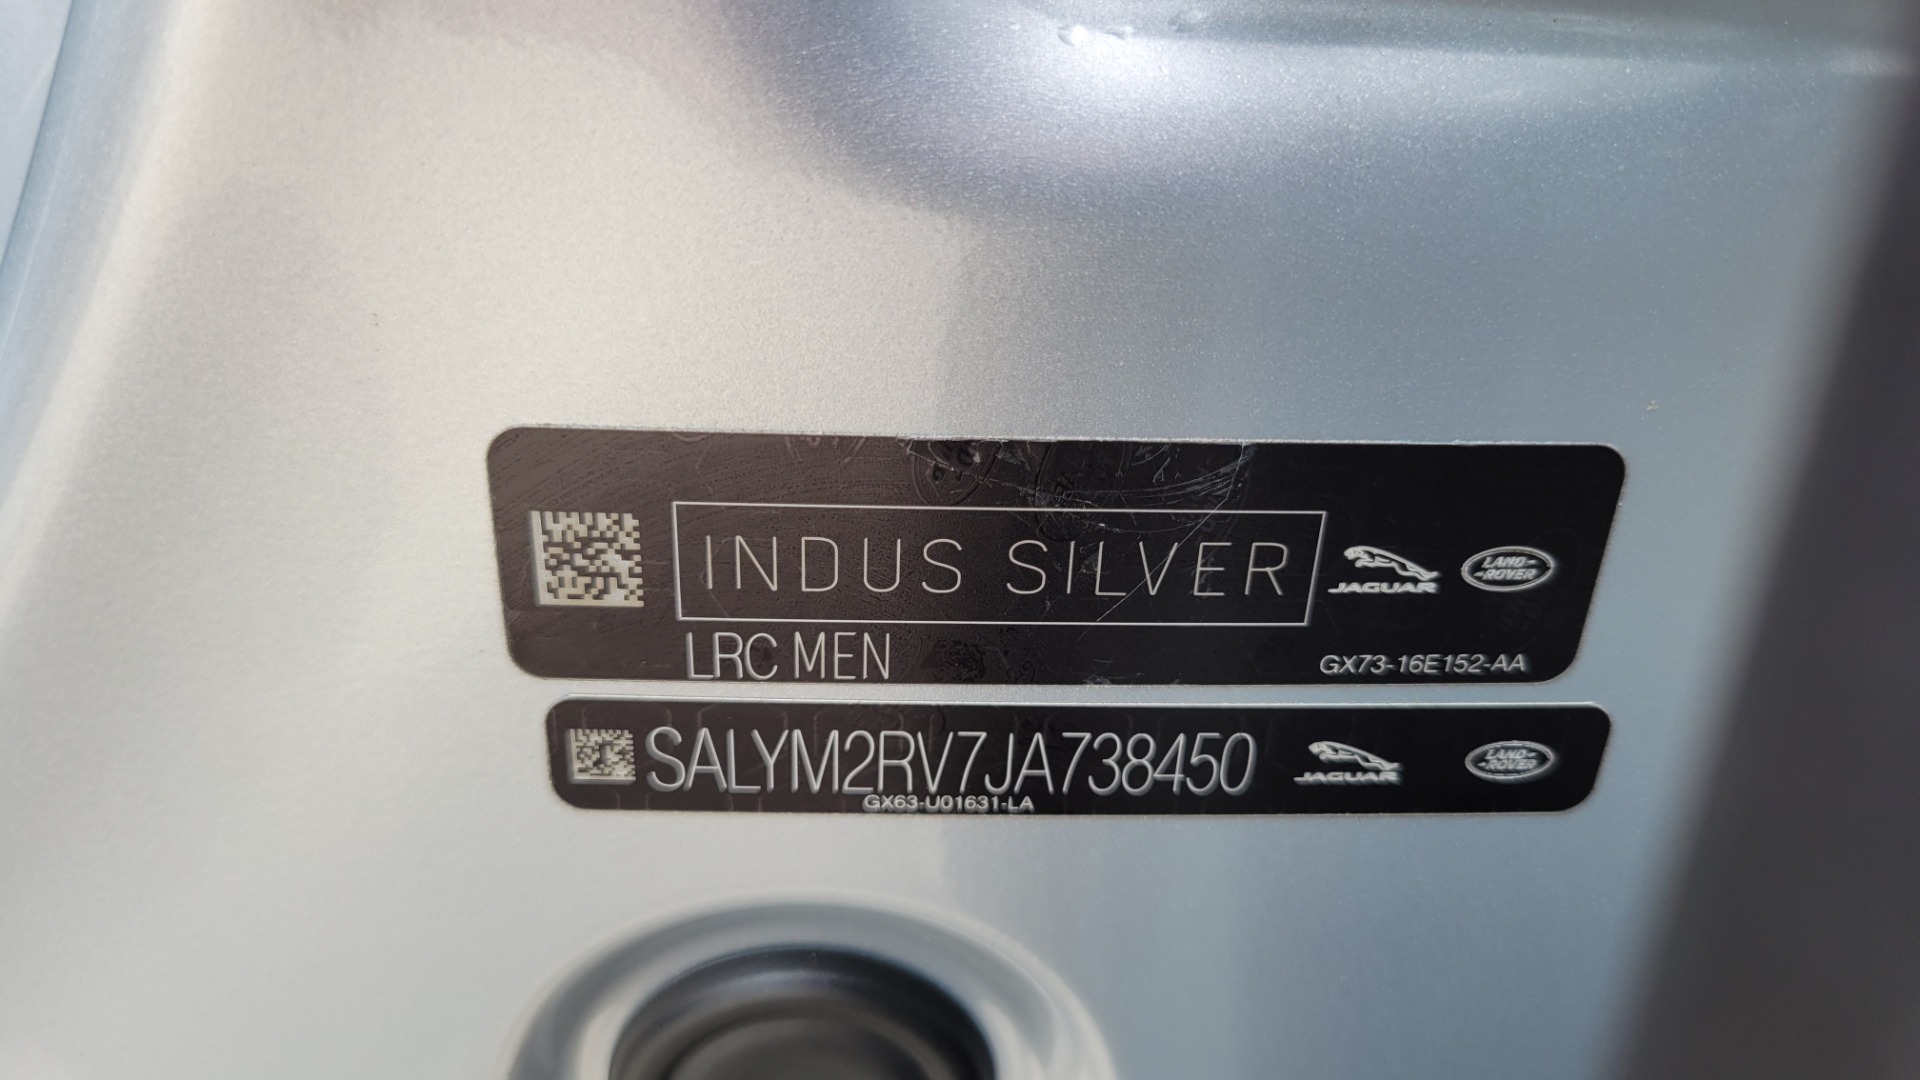 INDUS SILVER
JAGUAR
LAND-
-ROVER
LRC MEN
GX73-16E152-AA
SALYM2RV7JA738450
JAGUAR
LAND-
ROVER
GX63-U01631-LA